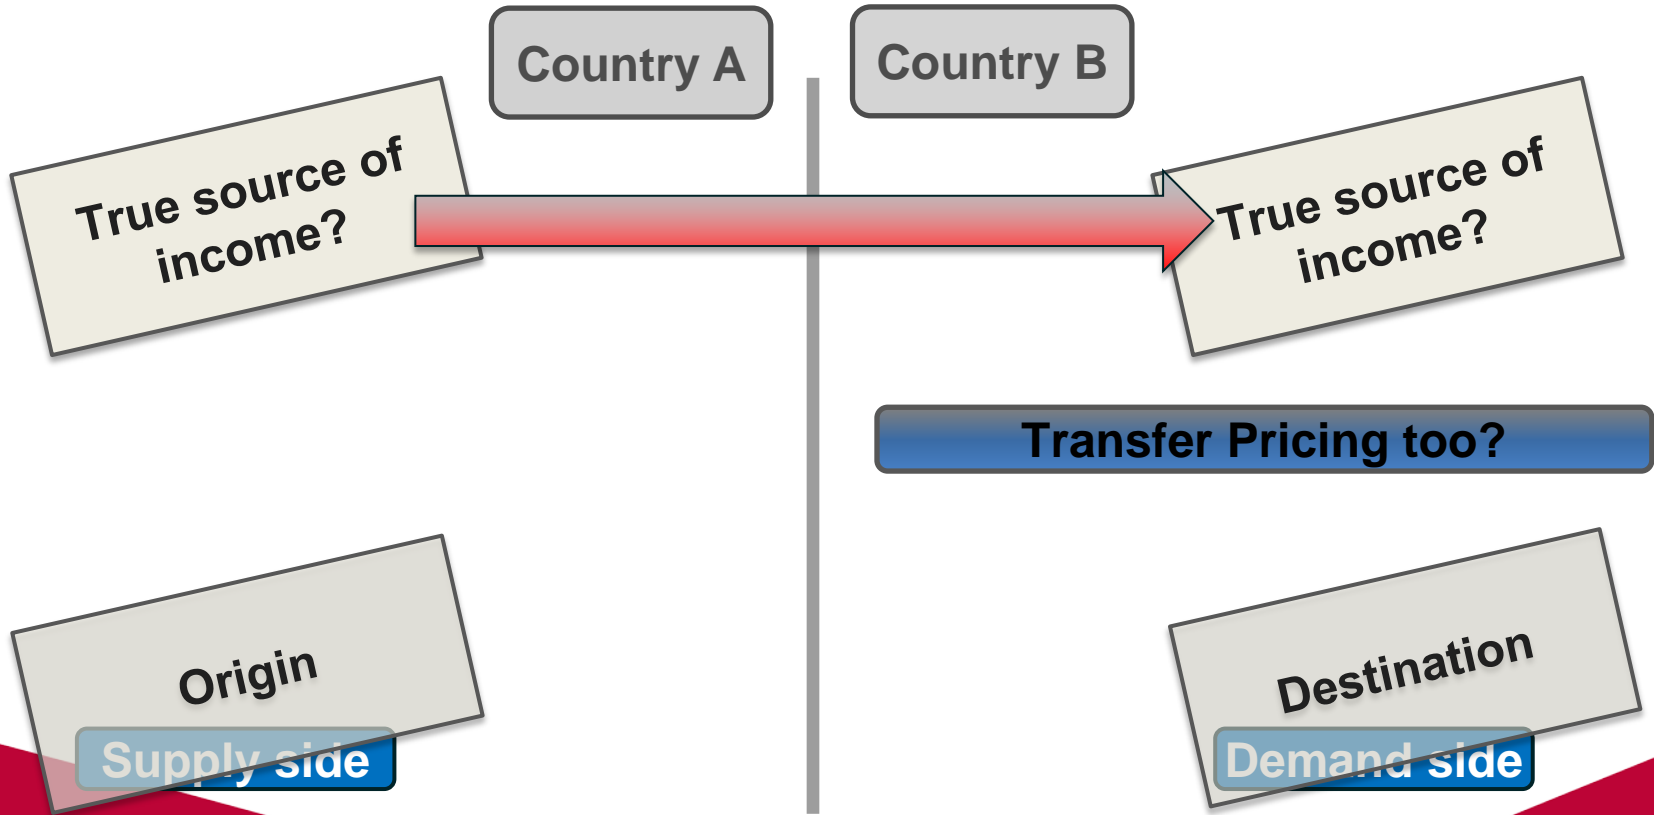 Country A
Country B
True source of
income?
True source of
income?
Transfer Pricing too?
Origin
Supply side
Destination
Demand side